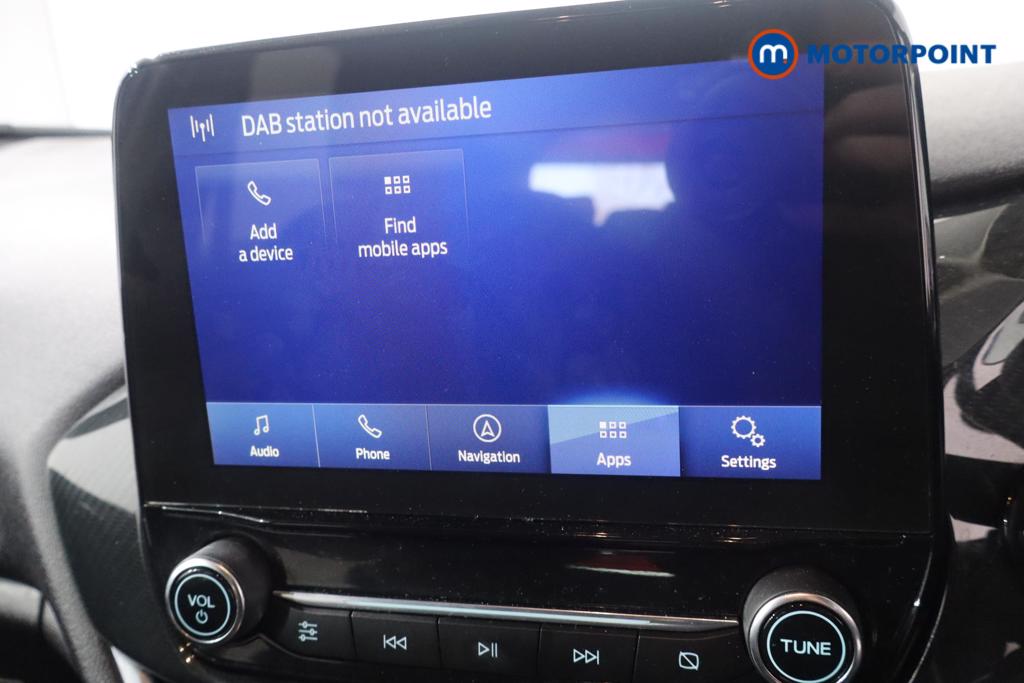 m MOTORPOINT
DAB station not available
Add
a device
Find
mobile apps
Audio
Phone
Navigation
Apps
Settings
VOL
TUNE